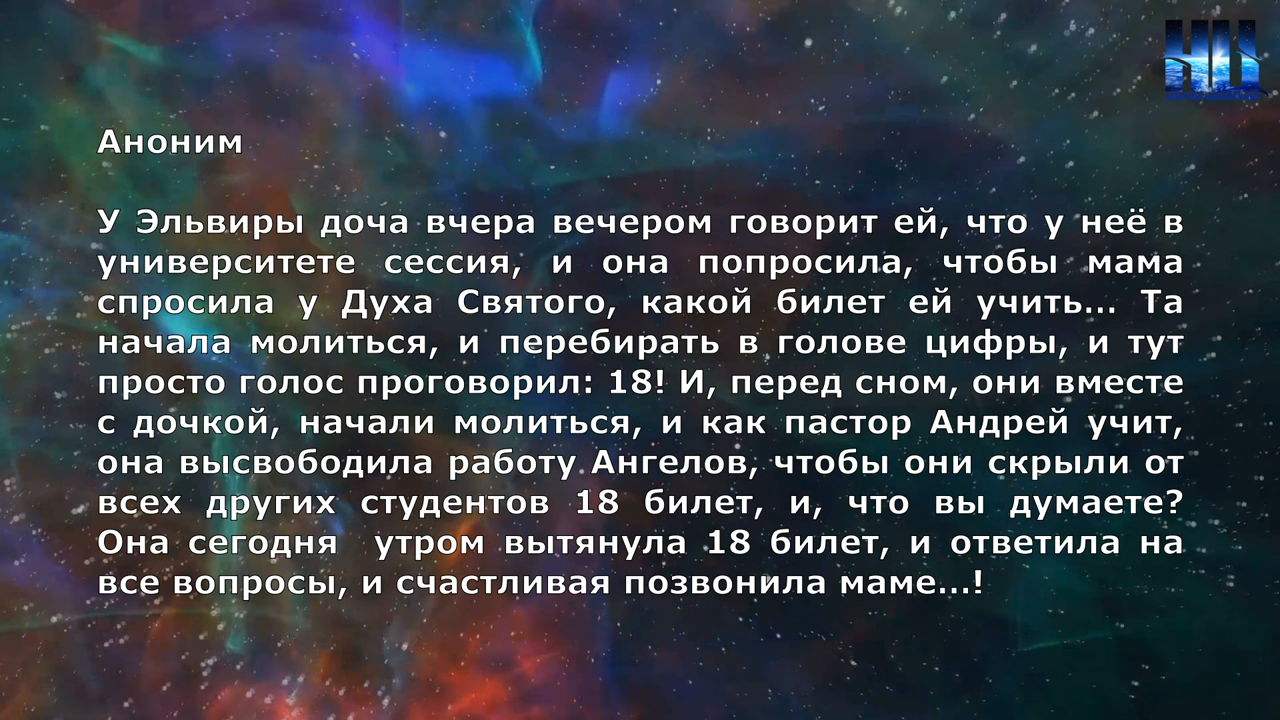 НЦ
Аноним
У Эльвиры доча вчера вечером говорит ей, что у неё в
университете сессия, и она попросила, чтобы мама
спросила у Духа Святого, какой билет ей учить... Та
начала молиться, и перебирать в голове цифры, и тут
просто голос проговорил: 18! И, перед сном, они вместе
с дочкой, начали молиться, и как пастор Андрей учит,
она высвободила работу Ангелов, чтобы они скрыли от
всех других студентов 18 билет, и, что вы думаете?
Она сегодня  утром вытянула 18 билет, и ответила на
все вопросы, и счастливая позвонила маме...!